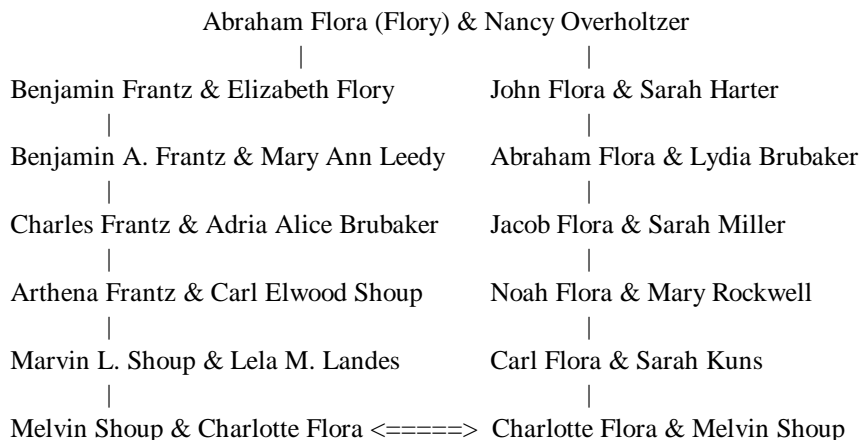 Abraham Flora (Flory) & Nancy Overholtzer
| |
Benjamin Frantz & Elizabeth Flory John Flora & Sarah Harter
| |
Benjamin A. Frantz & Mary Ann Leedy Abraham Flora & Lydia Brubaker
| |
Charles Frantz & Adria Alice Brubaker Jacob Flora & Sarah Miller
| |
Arthena Frantz & Carl Elwood Shoup Noah Flora & Mary Rockwell
| |
Marvin L. Shoup & Lela M. Landes Carl Flora & Sarah Kuns
| |
Melvin Shoup & Charlotte Flora <=====> Charlotte Flora & Melvin Shoup